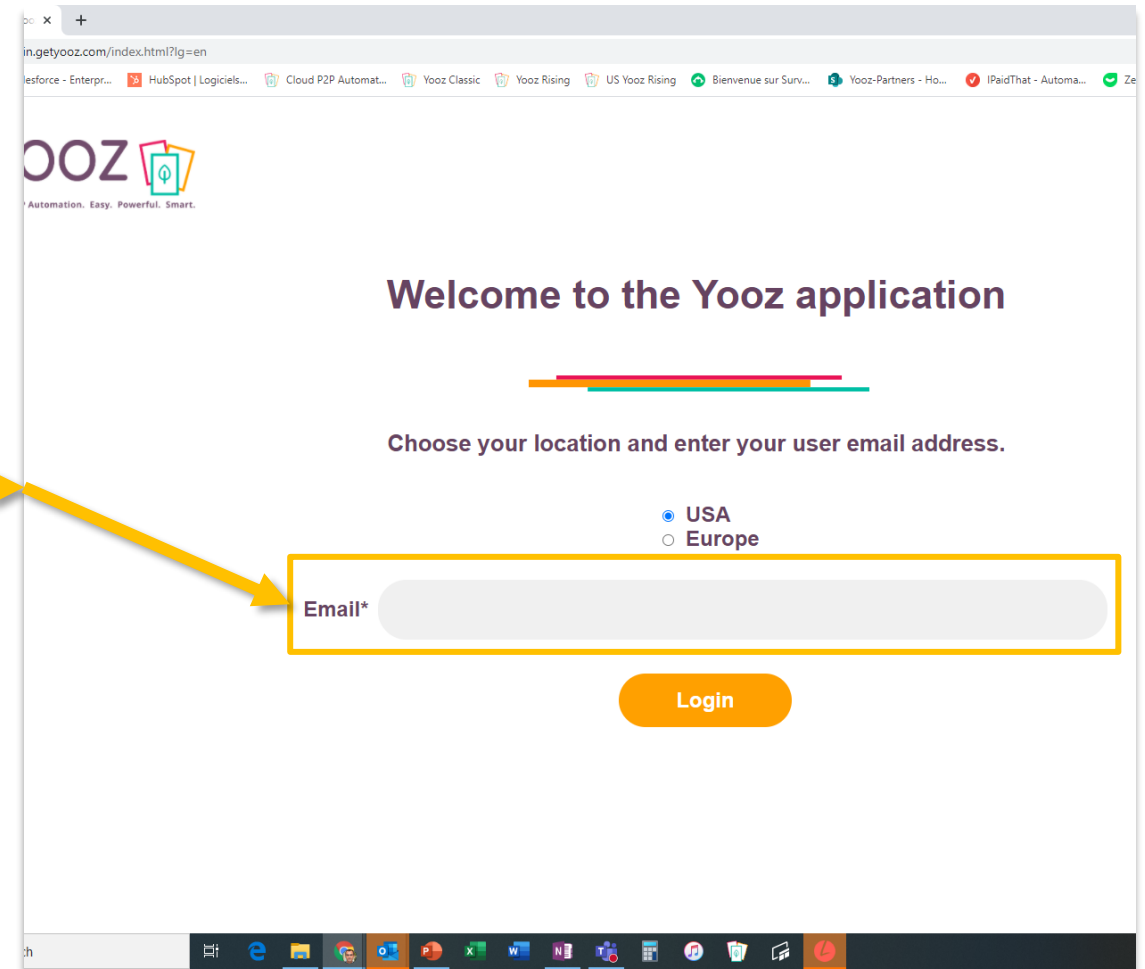 in.getyooz.com/index.html?lg=en
lesforce - Enterpr... HubSpot | Logiciels... Cloud P2P Automat... Yooz Classic Yooz Rising US Yooz Rising Bienvenue sur Surv... Yooz-Partners - Ho... IPaidThat - Automa... Ze
OOZ
Automation. Easy. Powerful. Smart.
Welcome to the Yooz application
Choose your location and enter your user email address.
USA
Europe
Email*
Login